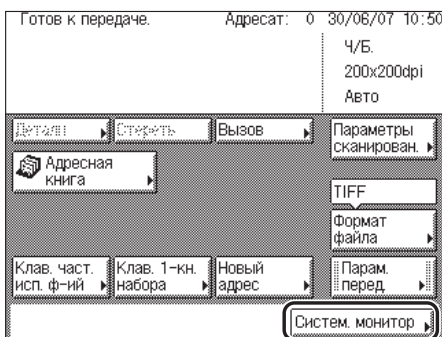 Готов к передаче. Адресат: 0 30/06/07 10:50
Ч/Б.
200x200dpi
Авто
Детали Стереть Вызов Параметры
сканирован.
Адресная
книга
TIFF
Формат
файла
Клав. част. Клав. 1-кн. Новый Парам.
исп. ф-ий набора адрес перед.
Систем. монитор